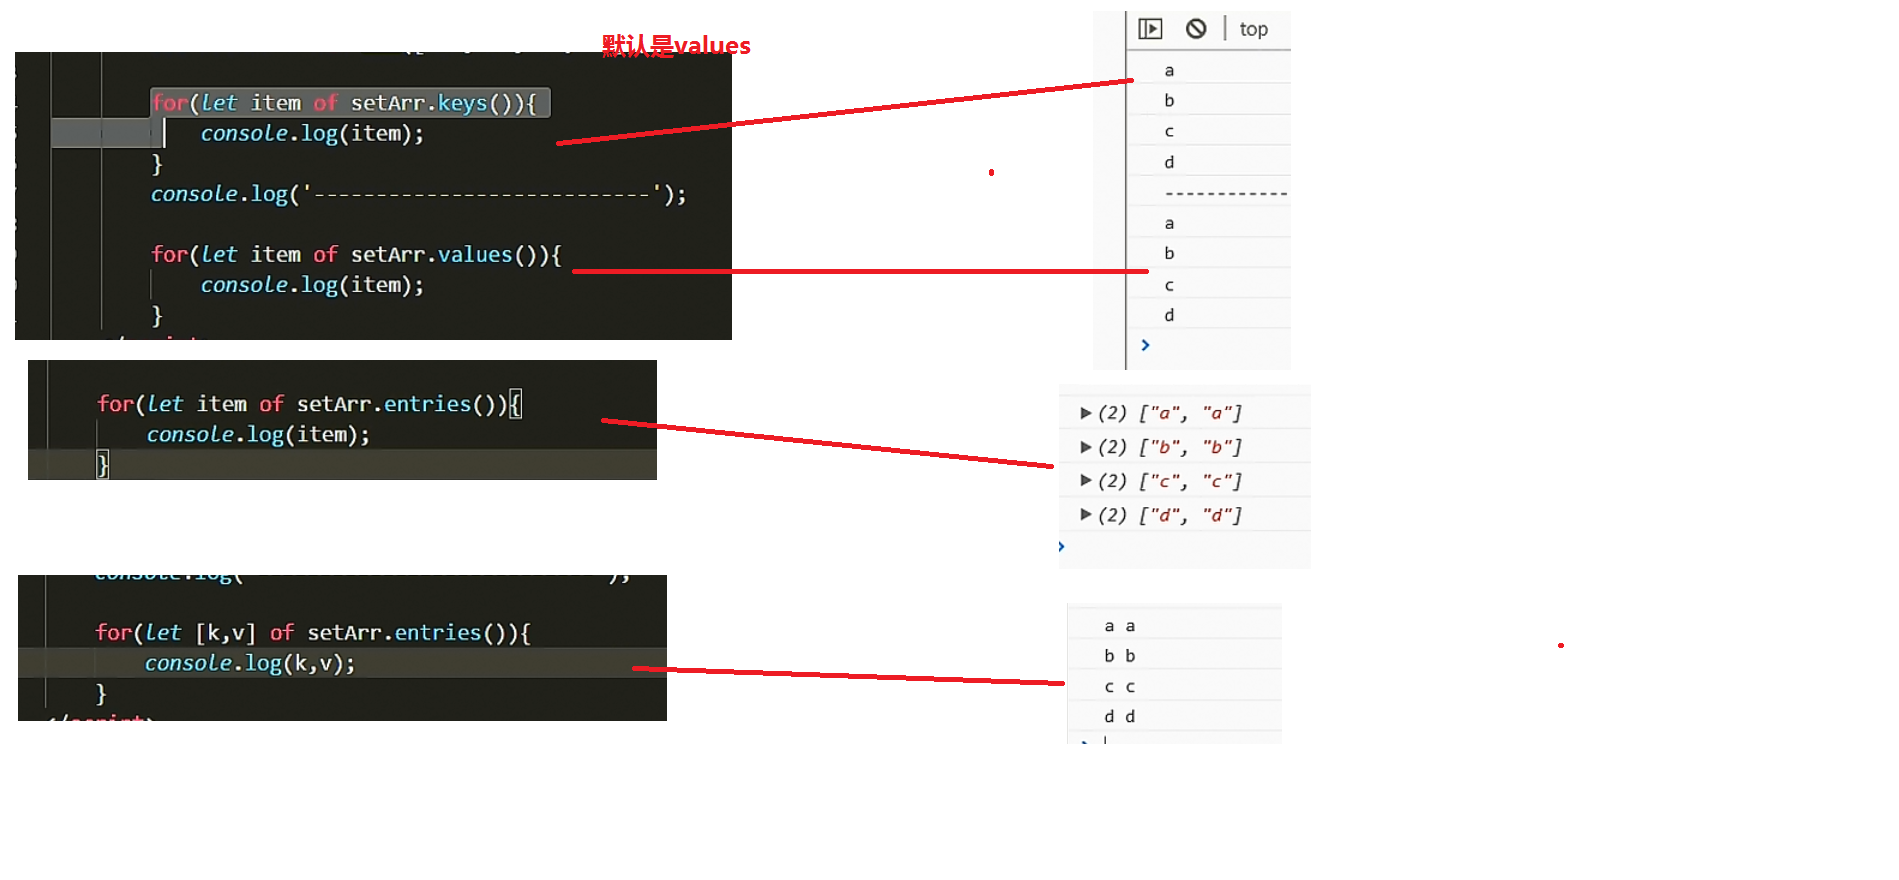 默认是values
for(let item of setArr.keys()){
console.log(item);
}
console.log('---------------------------');
for(let item of setArr.values()){
console.log(item);
}
top
a
b
c
d
------------
a
b
c
d
for(let item of setArr.entries()){
console.log(item);
}
(2) ["a", "a"]
(2) ["b", "b"]
(2) ["c", "c"]
(2) ["d", "d"]
for(let [k,v] of setArr.entries()){
console.log(k,v);
}
a a
b b
c c
d d